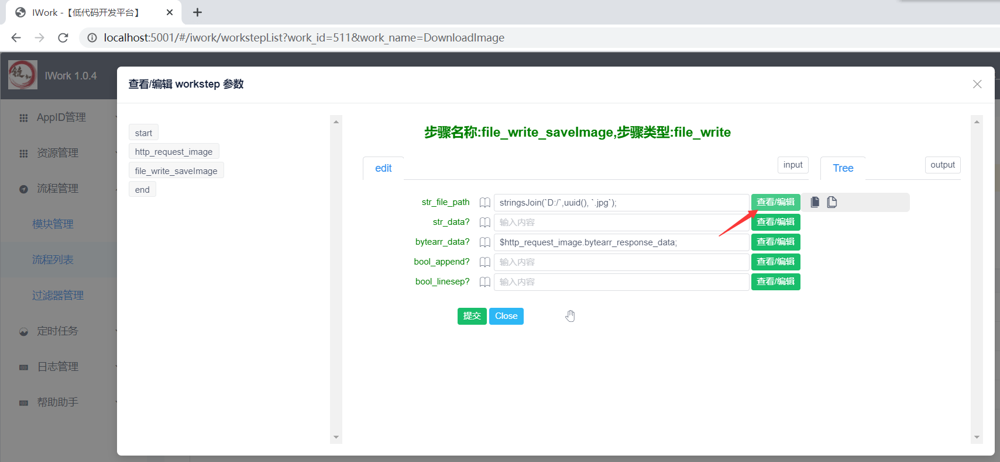 IWork -【低代码开发平台】
localhost:5001/#/iwork/workstepList?work_id=511&work_name=DownloadImage
IWork 1.0.4
AppID管理
资源管理
流程管理
模块管理
流程列表
过滤器管理
定时任务
日志管理
帮助助手
查看/编辑 workstep 参数
start
http_request_image
file_write_saveImage
end
步骤名称:file_write_saveImage,步骤类型:file_write
edit input Tree output
str_file_path stringsJoin(`D:/`,uuid(), `.jpg`); 查看/编辑
str_data? 输入内容 查看/编辑
bytearr_data? $http_request_image.bytearr_response_data; 查看/编辑
bool_append? 输入内容 查看/编辑
bool_linesep? 输入内容 查看/编辑
提交 Close